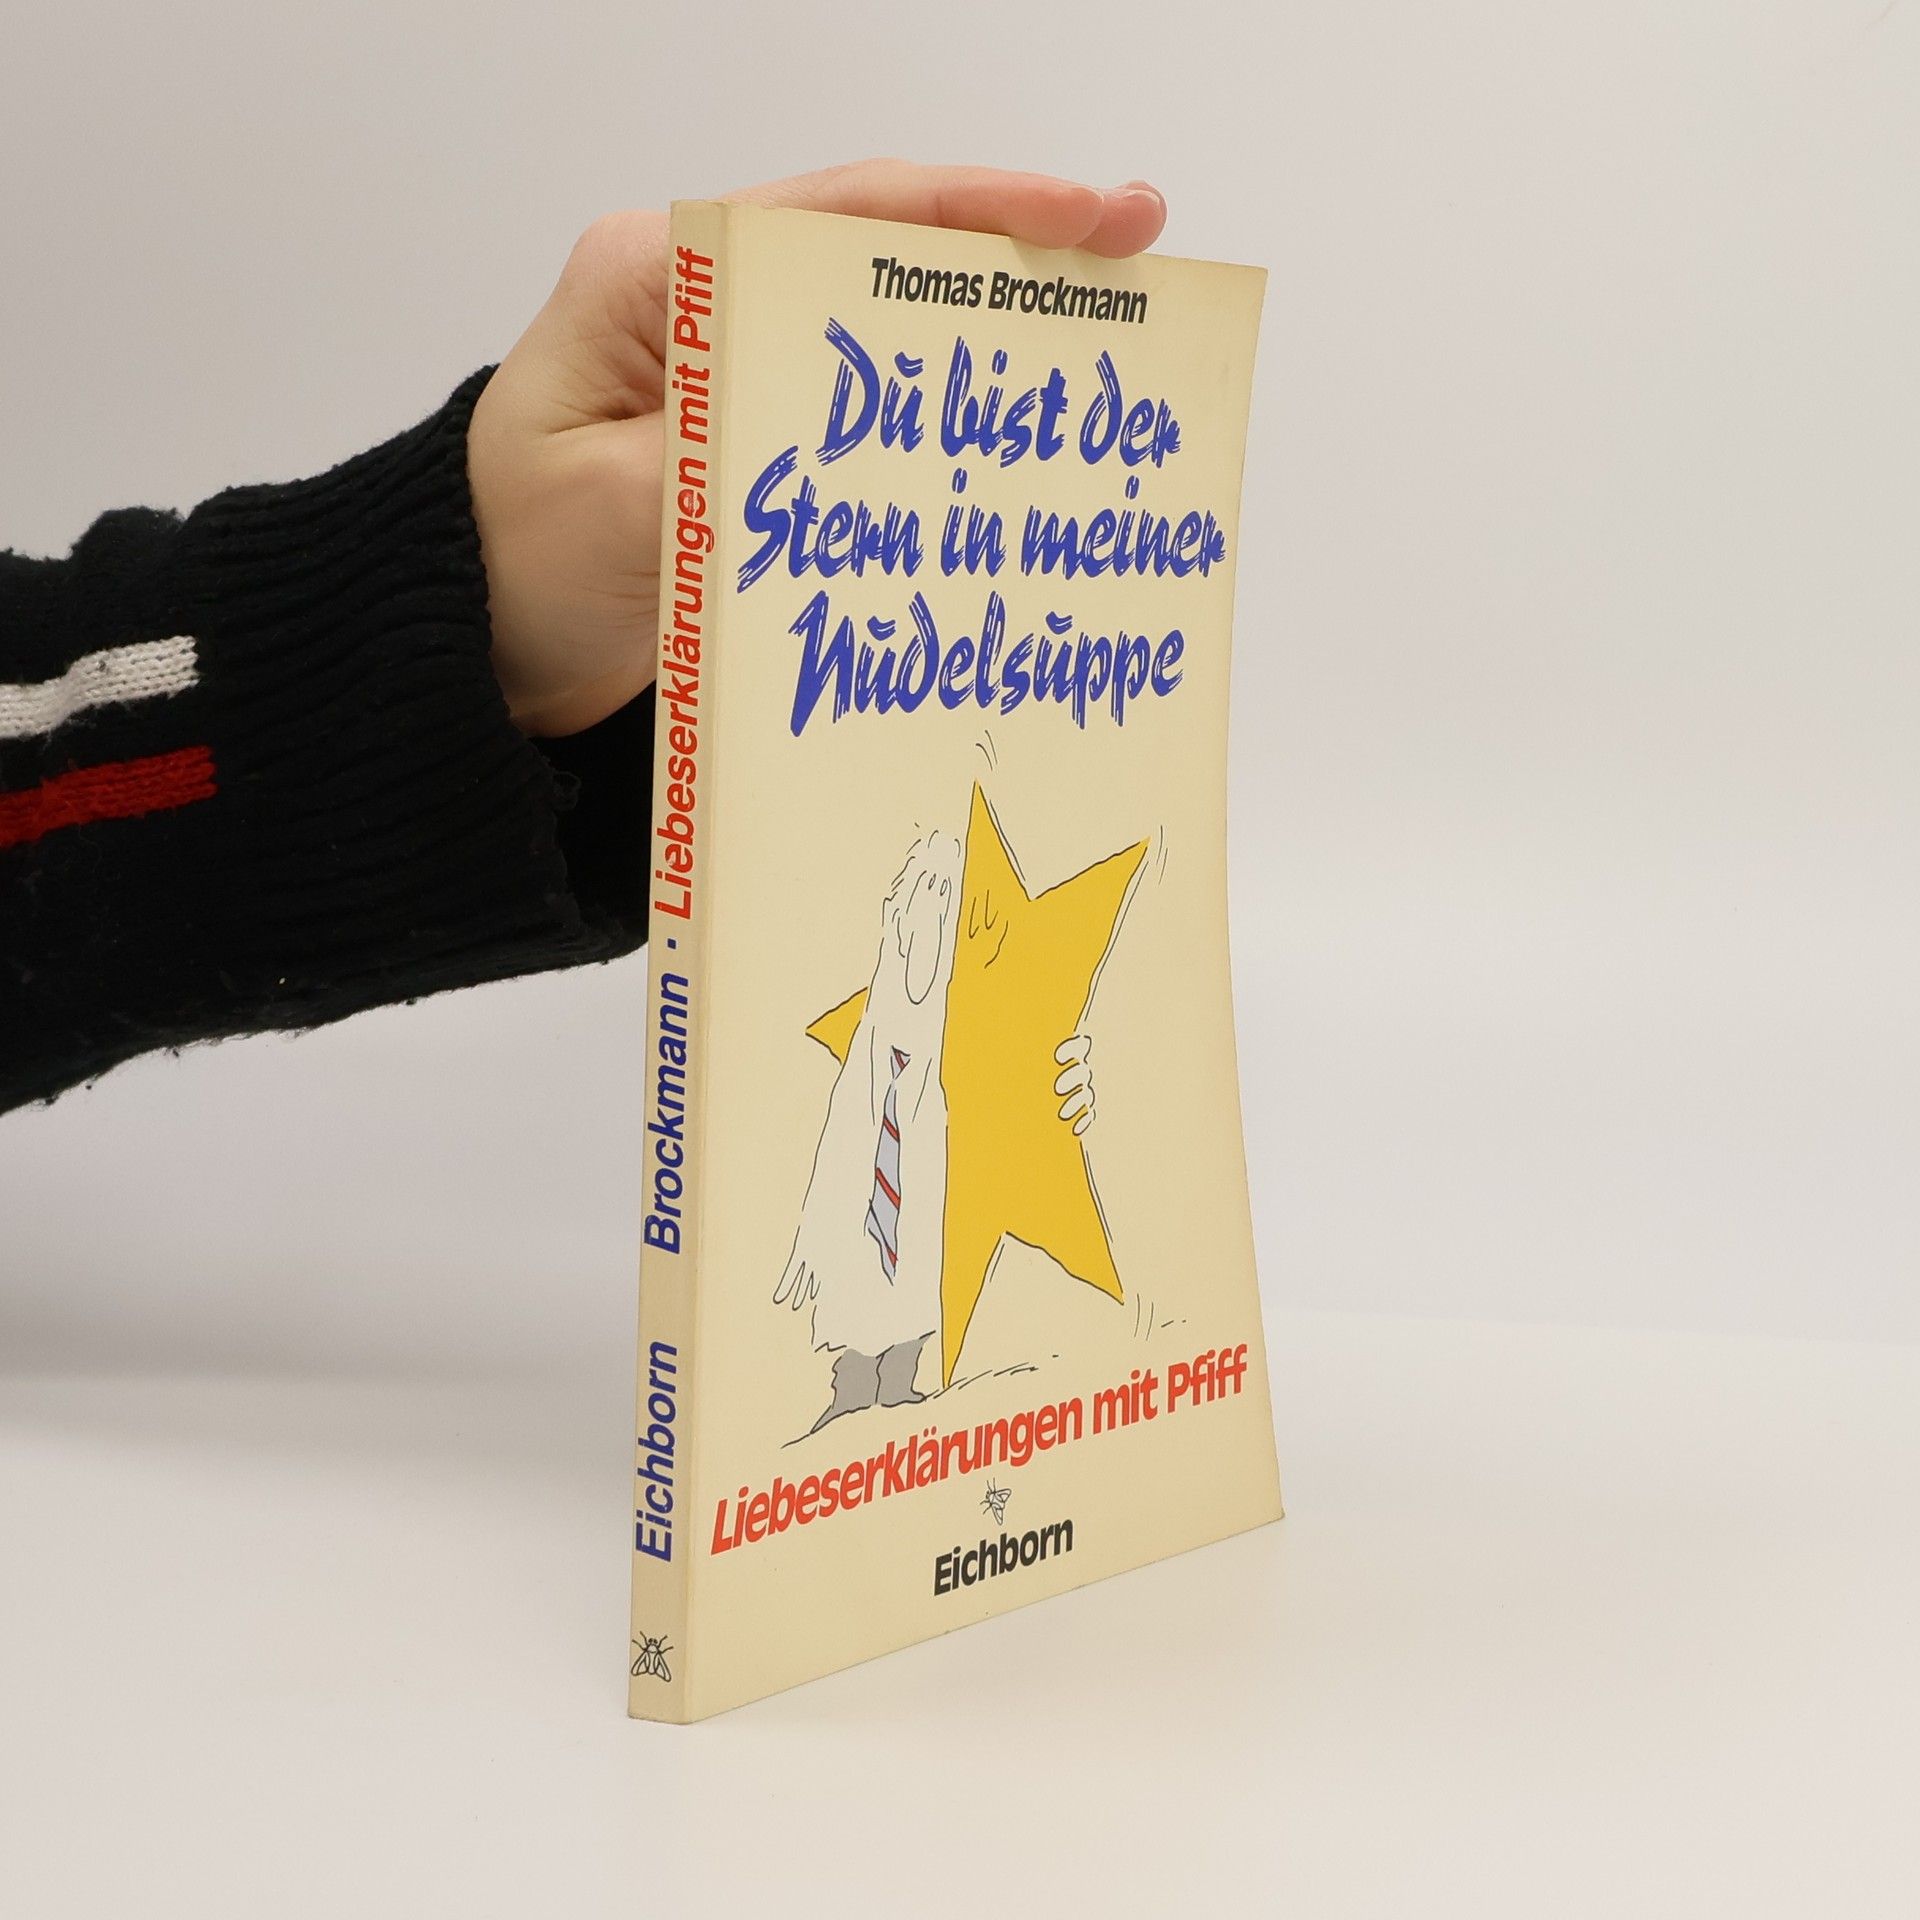 Thomas Brockmann
Du bist der
Stern in meiner
Nudelsuppe
Liebeserklärungen mit Pfiff
Eichborn
Eichborn Brockmann · Liebeserklärungen mit Pfiff